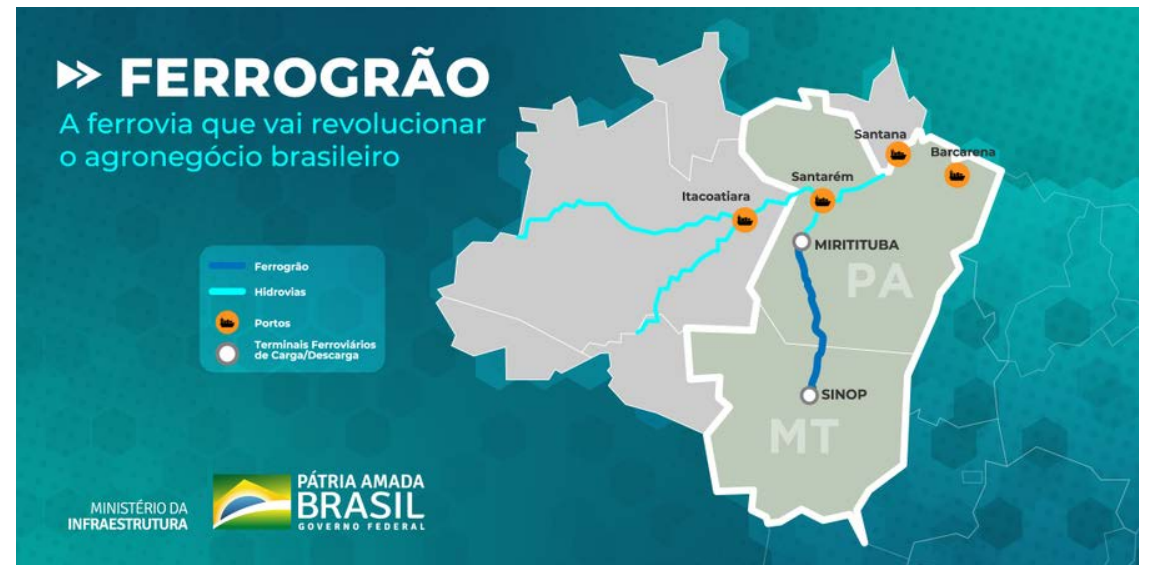 FERROGRÃO
A ferrovia que vai revolucionar
o agronegócio brasileiro
Ferrogrão
Hidrovias
Portos
Terminais Ferroviários
de Carga/Descarga
Santana
Barcarena
Santarém
Itacoatiara
MIRITITUBA
PA
SINOP
MT
MINISTÉRIO DA
INFRAESTRUTURA
PÁTRIA AMADA
BRASIL
GOVERNO FEDERAL